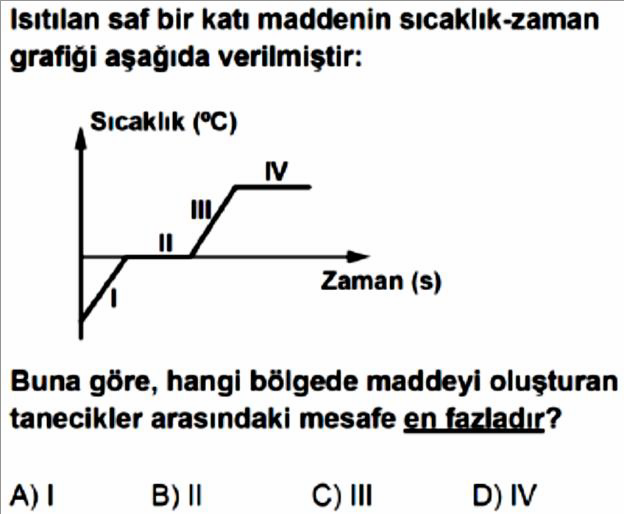 Isıtılan saf bir katı maddenin sıcaklık-zaman
grafiği aşağıda verilmiştir:
Sıcaklık (ºC)
IV
III
II
I
Zaman (s)
Buna göre, hangi bölgede maddeyi oluşturan
tanecikler arasındaki mesafe en fazladır?
A) I B) II C) III D) IV